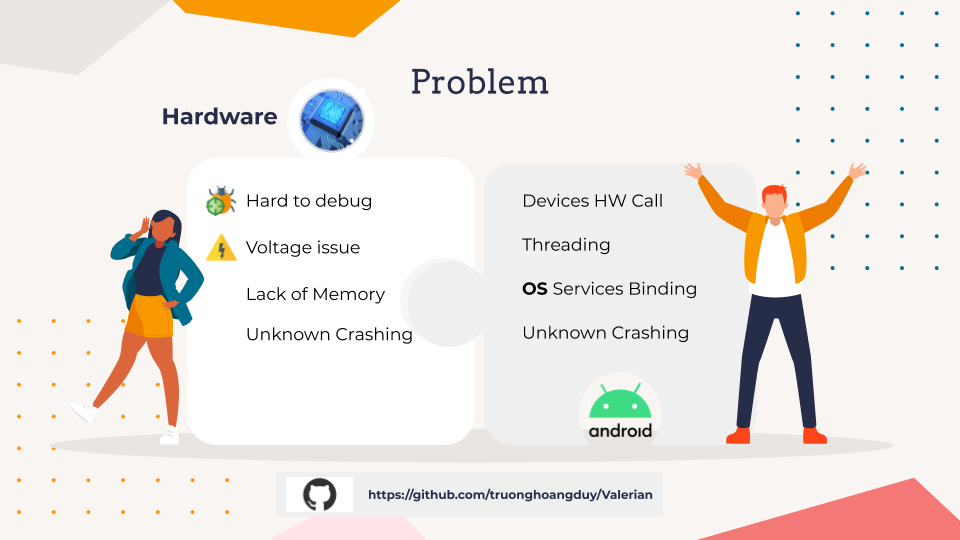 Problem
Hardware
Hard to debug
Voltage issue
Lack of Memory
Unknown Crashing
Devices HW Call
Threading
OS Services Binding
Unknown Crashing
android
https://github.com/truonghoangduy/Valerian